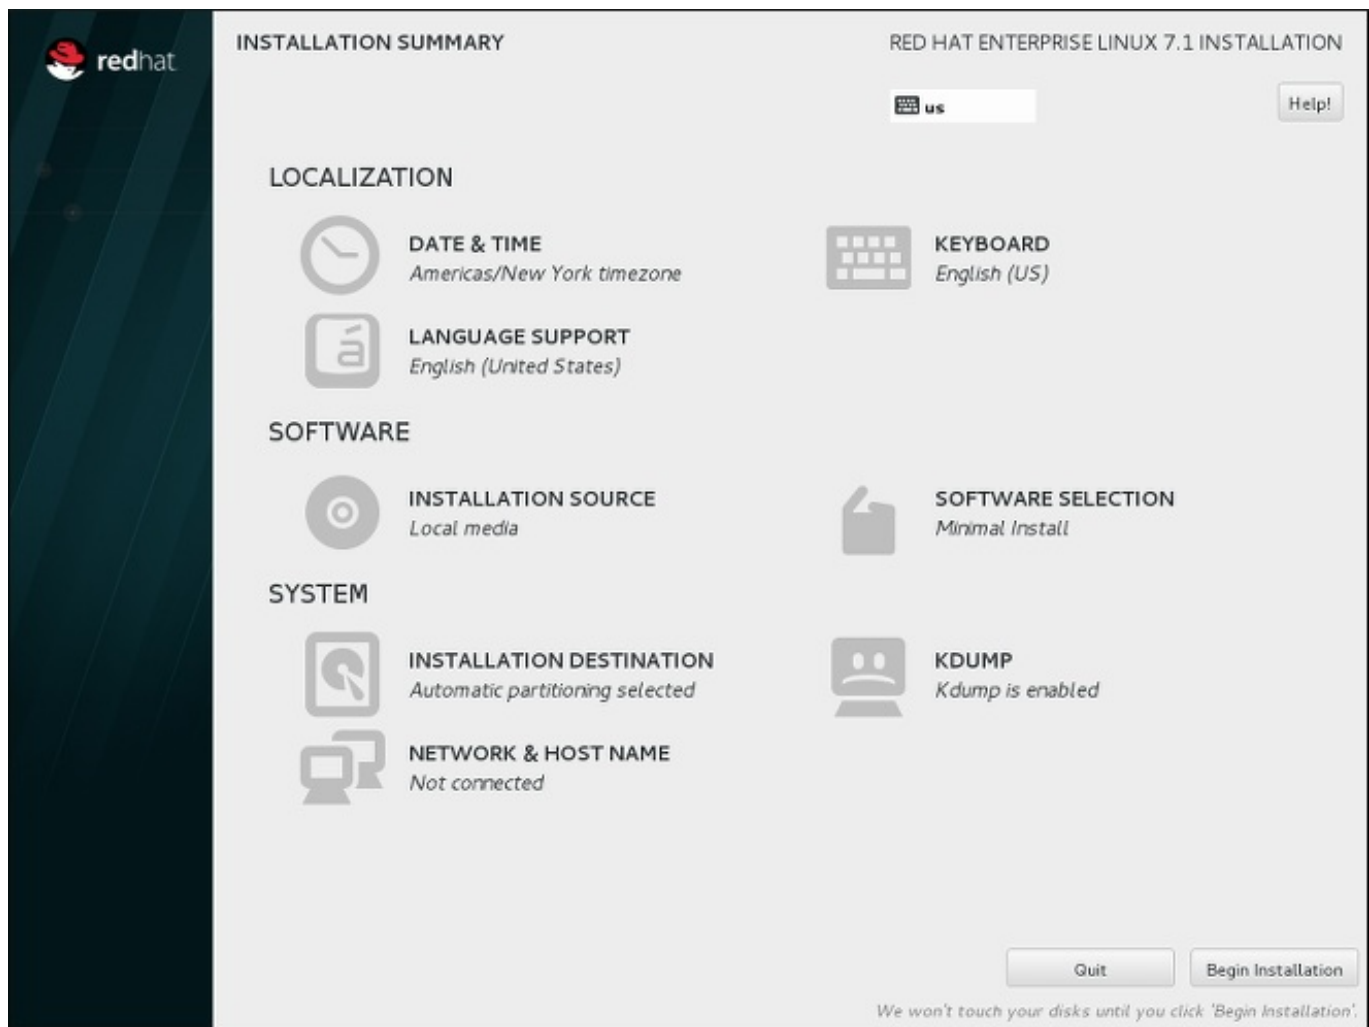 redhat
INSTALLATION SUMMARY
RED HAT ENTERPRISE LINUX 7.1 INSTALLATION
us
Help!
LOCALIZATION
DATE & TIME
Americas/New York timezone
KEYBOARD
English (US)
á
LANGUAGE SUPPORT
English (United States)
SOFTWARE
INSTALLATION SOURCE
Local media
SOFTWARE SELECTION
Minimal Install
SYSTEM
INSTALLATION DESTINATION
Automatic partitioning selected
KDUMP
Kdump is enabled
NETWORK & HOST NAME
Not connected
Quit
Begin Installation
We won't touch your disks until you click 'Begin Installation'.